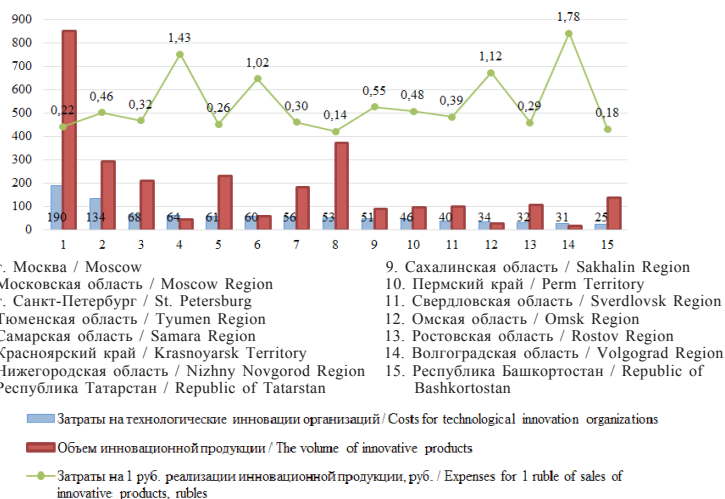 900
800
700
600
500
400
300
200
100
0
0,22
0,46
0,32
1,43
0,26
1,02
0,30
0,14
0,55
0,48
0,39
1,12
0,29
1,78
0,18
190
134
68
64
61
60
56
53
51
46
40
34
32
31
25
1 2 3 4 5 6 7 8 9 10 11 12 13 14 15
г. Москва / Moscow
Московская область / Moscow Region
г. Санкт-Петербург / St. Petersburg
Тюменская область / Tyumen Region
Самарская область / Samara Region
Красноярский край / Krasnoyarsk Territory
Нижегородская область / Nizhny Novgorod Region
Республика Татарстан / Republic of Tatarstan
9. Сахалинская область / Sakhalin Region
10. Пермский край / Perm Territory
11. Свердловская область / Sverdlovsk Region
12. Омская область / Omsk Region
13. Ростовская область / Rostov Region
14. Волгоградская область / Volgograd Region
15. Республика Башкортостан / Republic of
Bashkortostan
Затраты на технологические инновации организаций / Costs for technological innovation organizations
Объем инновационной продукции / The volume of innovative products
Затраты на 1 руб. реализации инновационной продукции, руб. / Expenses for 1 ruble of sales of
innovative products, rubles